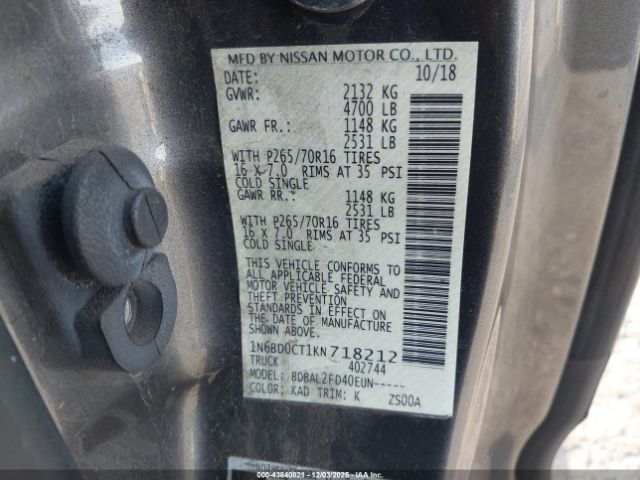 MFD BY NISSAN MOTOR CO., LTD.
DATE: 10/18
GVWR: 2132 KG
4700 LB
GAWR FR.: 1148 KG
2531 LB
WITH P265/70R16 TIRES
16 X 7.0 RIMS AT 35 PSI
COLD SINGLE
GAWR RR.: 1148 KG
2531 LB
WITH P265/70R16 TIRES
16 X 7.0 RIMS AT 35 PSI
COLD SINGLE
THIS VEHICLE CONFORMS TO
ALL APPLICABLE FEDERAL
MOTOR VEHICLE SAFETY AND
THEFT PREVENTION
STANDARDS IN EFFECT ON
THE DATE OF MANUFACTURE
SHOWN ABOVE.
1N6BD0CT1KN718212
TRUCK 402744
MODEL: BDBAL2FD40EUN-----
COLOR: KAD TRIM: K ZS00A
00-43840821 - 12/03/2025 - IAAI.com